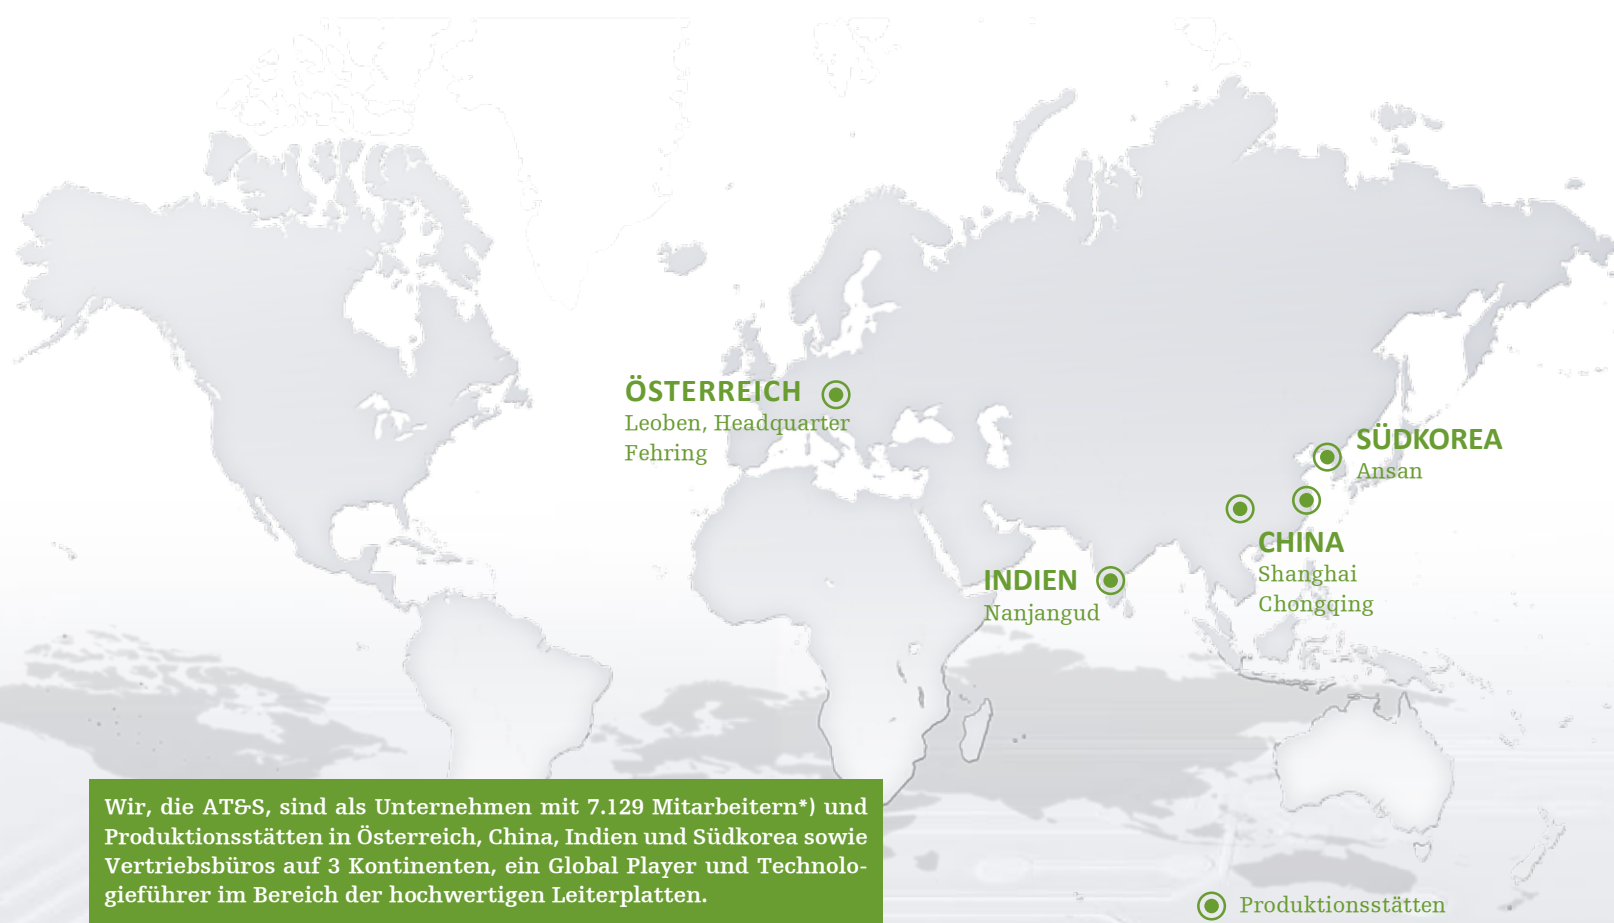 ÖSTERREICH
Leoben, Headquarter
Fehring
SÜDKOREA
Ansan
CHINA
Shanghai
Chongqing
INDIEN
Nanjangud
Wir, die AT&S, sind als Unternehmen mit 7.129 Mitarbeitern*) und
Produktionsstätten in Österreich, China, Indien und Südkorea sowie
Vertriebsbüros auf 3 Kontinenten, ein Global Player und Technolo-
gieführer im Bereich der hochwertigen Leiterplatten.
Produktionsstätten